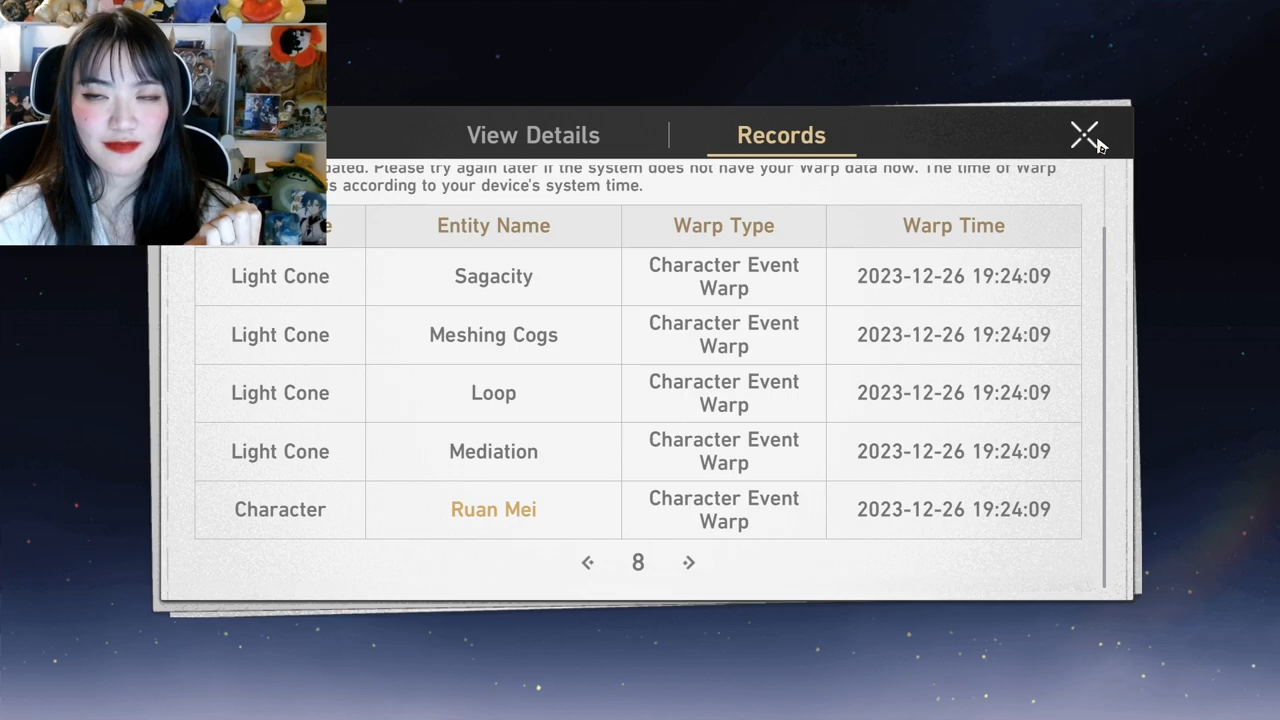 View Details
Records
dated. Please try again later if the system does not have your Warp data now. The time of Warp
is according to your device's system time.
Entity Name
Warp Type
Warp Time
Light Cone
Sagacity
Character Event
Warp
2023-12-26 19:24:09
Light Cone
Meshing Cogs
Character Event
Warp
2023-12-26 19:24:09
Light Cone
Loop
Character Event
Warp
2023-12-26 19:24:09
Light Cone
Mediation
Character Event
Warp
2023-12-26 19:24:09
Character
Ruan Mei
Character Event
Warp
2023-12-26 19:24:09
8